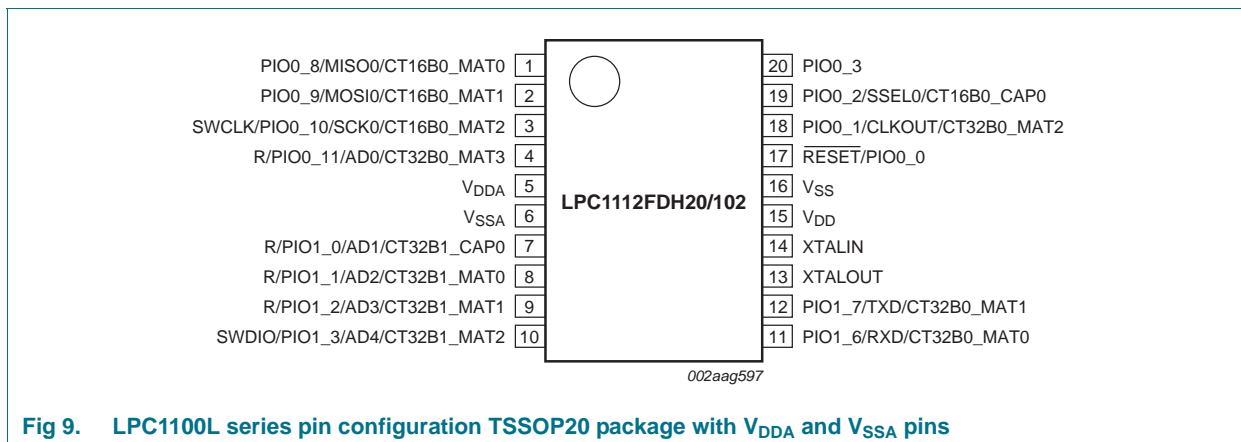 PIO0_8/MISO0/CT16B0_MAT0 1
PIO0_9/MOSI0/CT16B0_MAT1 2
SWCLK/PIO0_10/SCK0/CT16B0_MAT2 3
R/PIO0_11/AD0/CT32B0_MAT3 4
VDDA 5
VSSA 6
R/PIO1_0/AD1/CT32B1_CAP0 7
R/PIO1_1/AD2/CT32B1_MAT0 8
R/PIO1_2/AD3/CT32B1_MAT1 9
SWDIO/PIO1_3/AD4/CT32B1_MAT2 10
LPC1112FDH20/102
20 PIO0_3
19 PIO0_2/SSEL0/CT16B0_CAP0
18 PIO0_1/CLKOUT/CT32B0_MAT2
17 RESET/PIO0_0
16 VSS
15 VDD
14 XTALIN
13 XTALOUT
12 PIO1_7/TXD/CT32B0_MAT1
11 PIO1_6/RXD/CT32B0_MAT0
002aag597
Fig 9. LPC1100L series pin configuration TSSOP20 package with VDDA and VSSA pins